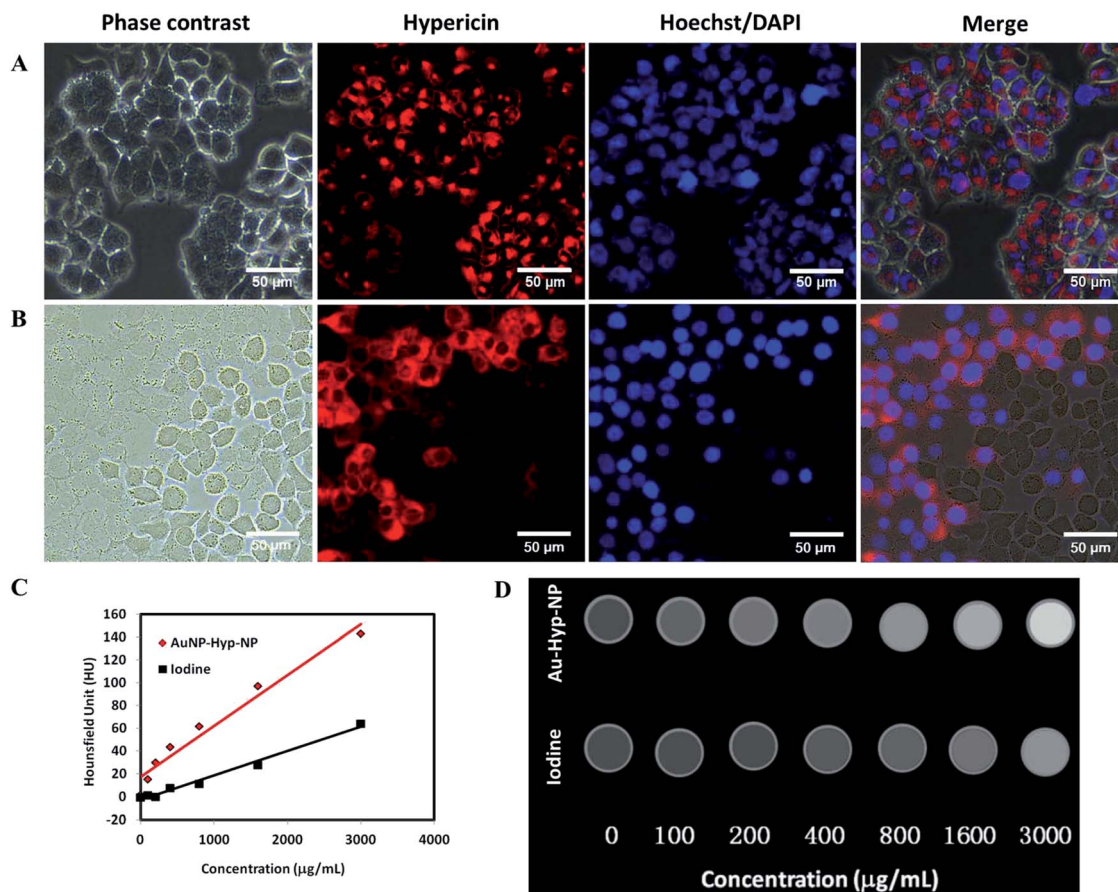 Phase contrast Hypericin Hoechst/DAPI Merge
A
50 µm 50 µm 50 µm 50 µm
B
50 µm 50 µm 50 µm 50 µm
C
Hounsfield Unit (HU)
160
140
120
100
80
60
40
20
0
-20
AuNP-Hyp-NP
Iodine
0 1000 2000 3000 4000
Concentration (µg/mL)
D
Au-Hyp-NP
Iodine
0 100 200 400 800 1600 3000
Concentration (µg/mL)